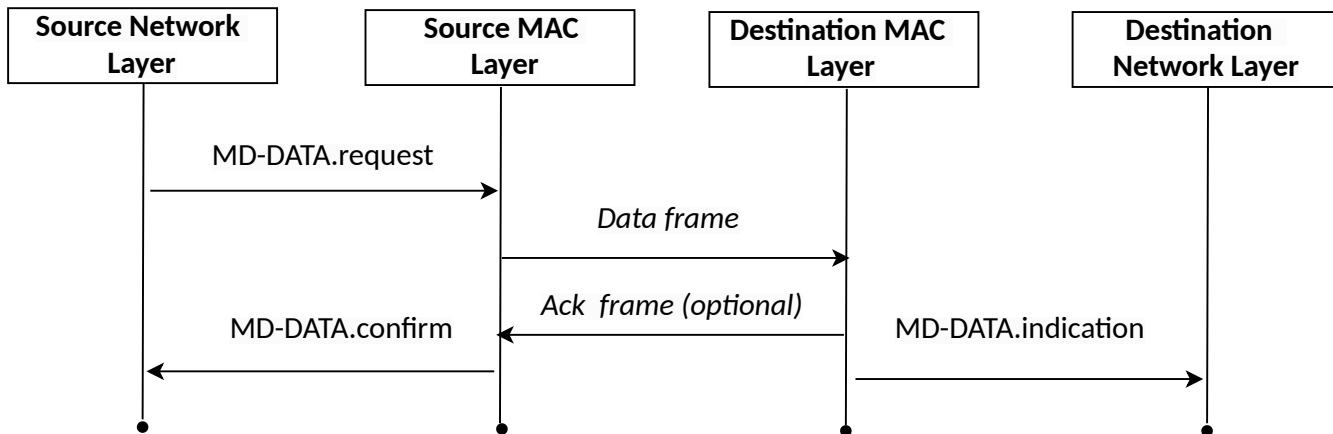 Source Network
Layer
Source MAC
Layer
Destination MAC
Layer
Destination
Network Layer
MD-DATA.request
Data frame
Ack frame (optional)
MD-DATA.confirm
MD-DATA.indication